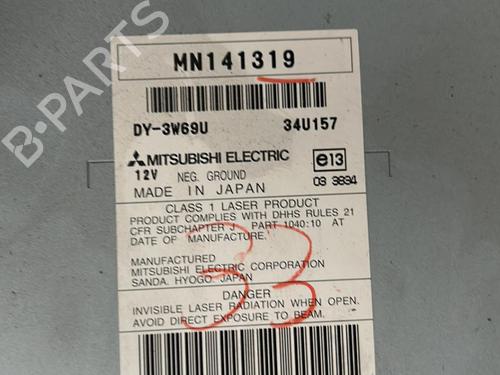 B-PARTS
MN141319
DY-3W69U 34U157
MITSUBISHI ELECTRIC e13
12V NEG. GROUND
MADE IN JAPAN 03 3694
CLASS 1 LASER PRODUCT
PRODUCT COMPLIES WITH DHHS RULES 21
CFR SUBCHAPTER J, PART 1040:10 AT
DATE OF MANUFACTURE.
MANUFACTURED
MITSUBISHI ELECTRIC CORPORATION
SANDA. HYOGO. JAPAN
33
DANGER
INVISIBLE LASER RADIATION WHEN OPEN.
AVOID DIRECT EXPOSURE TO BEAM.